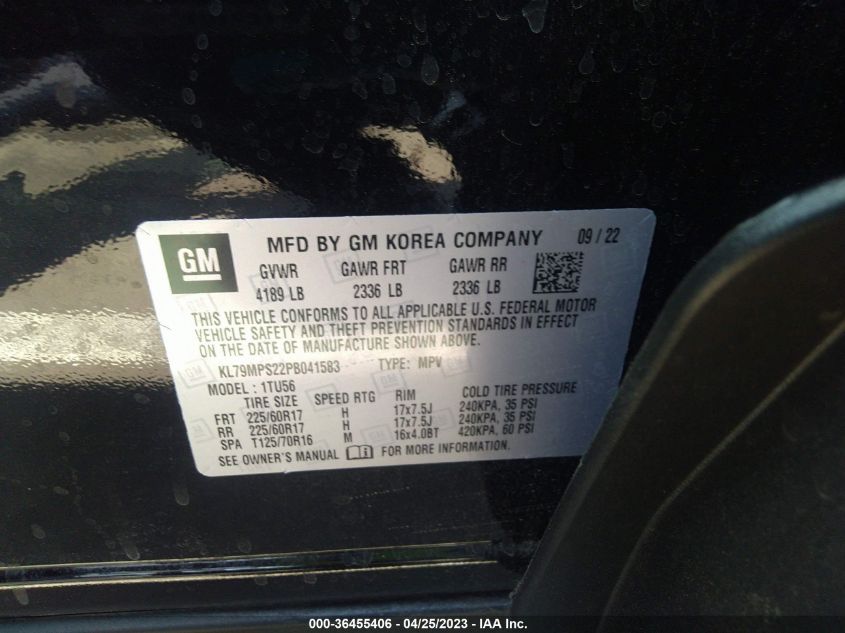 GM
MFD BY GM KOREA COMPANY 09 / 22
GVWR GAWR FRT GAWR RR
4189 LB 2336 LB 2336 LB
THIS VEHICLE CONFORMS TO ALL APPLICABLE U.S. FEDERAL MOTOR
VEHICLE SAFETY AND THEFT PREVENTION STANDARDS IN EFFECT
ON THE DATE OF MANUFACTURE SHOWN ABOVE.
KL79MPS22PB041583 TYPE: MPV
MODEL: 1TU56
TIRE SIZE SPEED RTG RIM COLD TIRE PRESSURE
FRT 225/60R17 H 17x7.5J 240KPA, 35 PSI
RR 225/60R17 H 17x7.5J 240KPA, 35 PSI
SPA T125/70R16 M 16x4.0BT 420KPA, 60 PSI
SEE OWNER'S MANUAL FOR MORE INFORMATION.
000-36455406 - 04/25/2023 - IAA Inc.